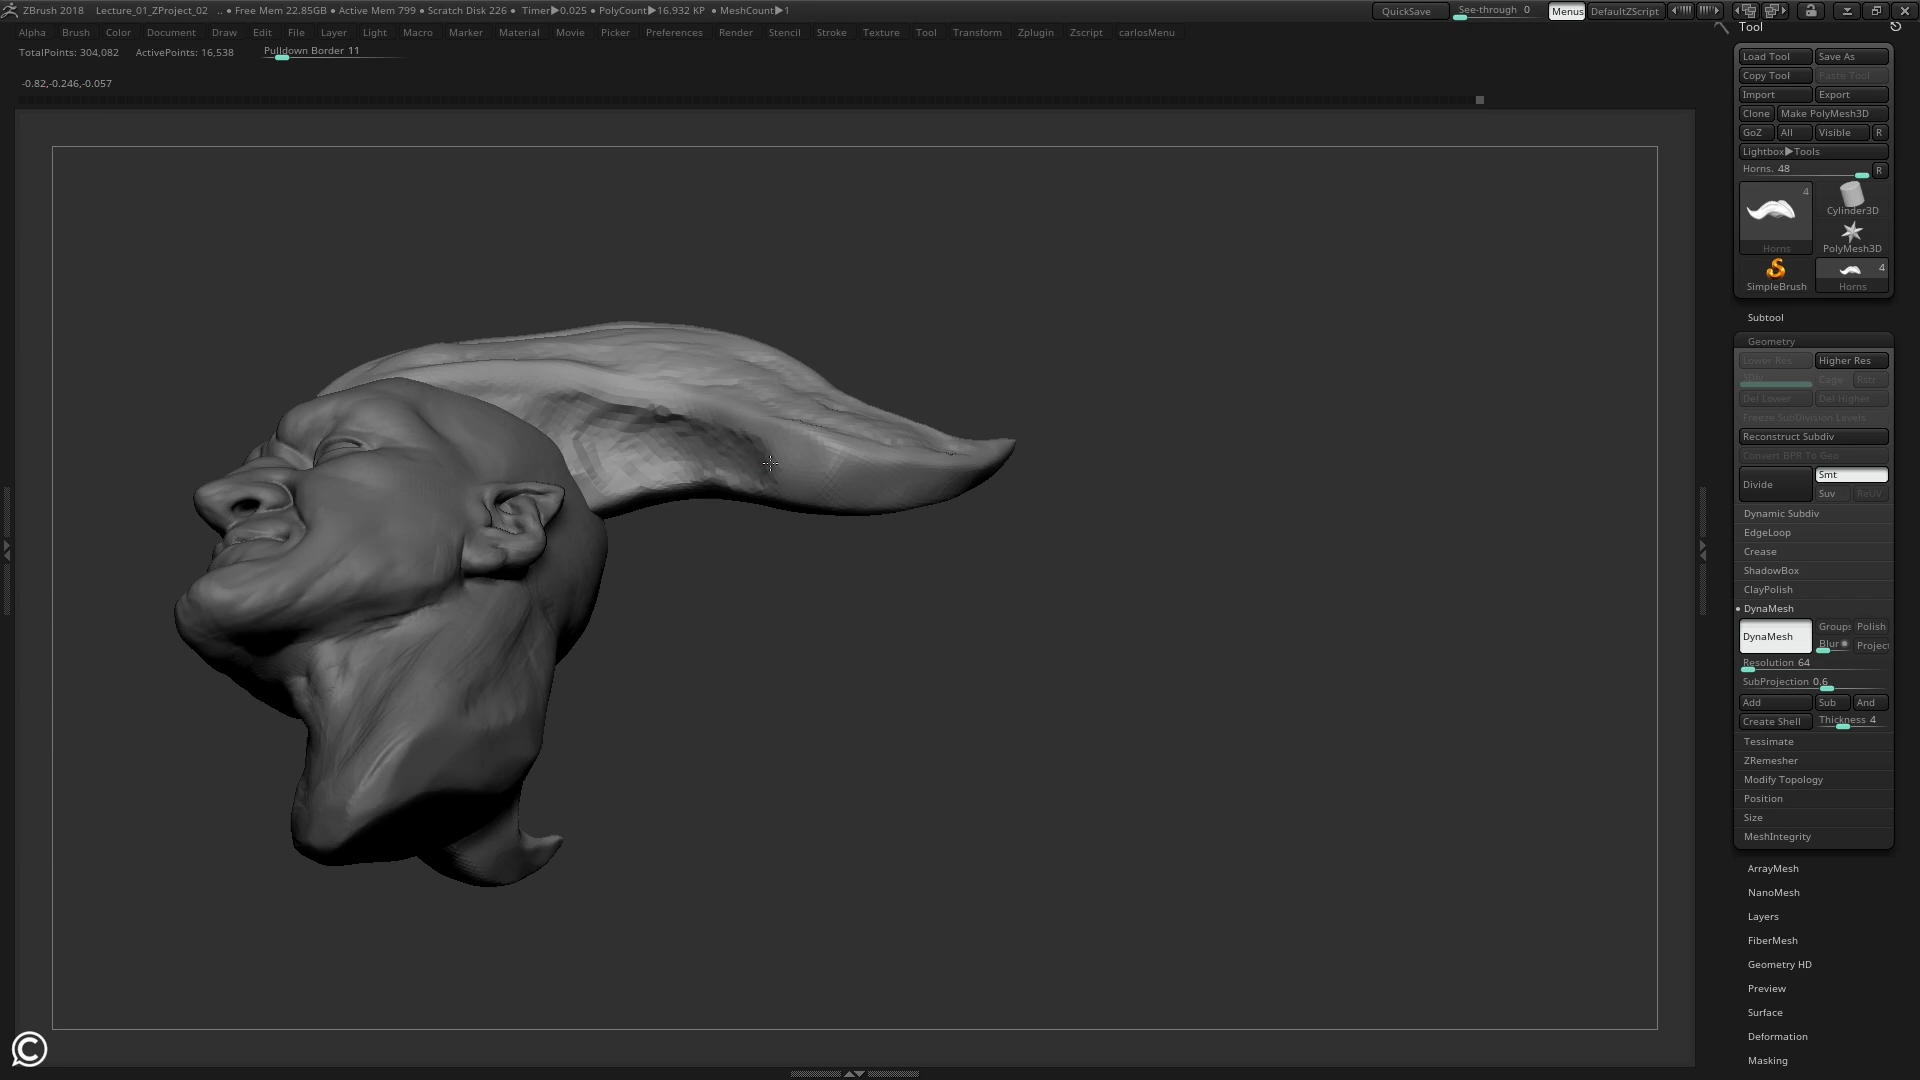 ZBrush 2018 Lecture_01_ZProject_02 .. • Free Mem 22.85GB • Active Mem 799 • Scratch Disk 226 • Timer▶0.025 • PolyCount▶16.932 KP • MeshCount▶1 QuickSave See-through 0 Menus DefaultZScript
Alpha Brush Color Document Draw Edit File Layer Light Macro Marker Material Movie Picker Preferences Render Stencil Stroke Texture Tool Transform Zplugin Zscript carlosMenu
TotalPoints: 304,082 ActivePoints: 16,538 Pulldown Border 11
-0.82,-0.246,-0.057
Tool
Load Tool Save As
Copy Tool Paste Tool
Import Export
Clone Make PolyMesh3D
GoZ All Visible R
Lightbox▶Tools
Horns. 48 R
4
Cylinder3D
Horns PolyMesh3D
4
SimpleBrush Horns
Subtool
Geometry
Lower Res Higher Res
SDiv Cage Rstr
Del Lower Del Higher
Freeze SubDivision Levels
Reconstruct Subdiv
Convert BPR To Geo
Divide Smt
Suv ReUV
Dynamic Subdiv
EdgeLoop
Crease
ShadowBox
ClayPolish
DynaMesh
DynaMesh Groups Polish
Blur Project
Resolution 64
SubProjection 0.6
Add Sub And
Create Shell Thickness 4
Tessimate
ZRemesher
Modify Topology
Position
Size
MeshIntegrity
ArrayMesh
NanoMesh
Layers
FiberMesh
Geometry HD
Preview
Surface
Deformation
Masking